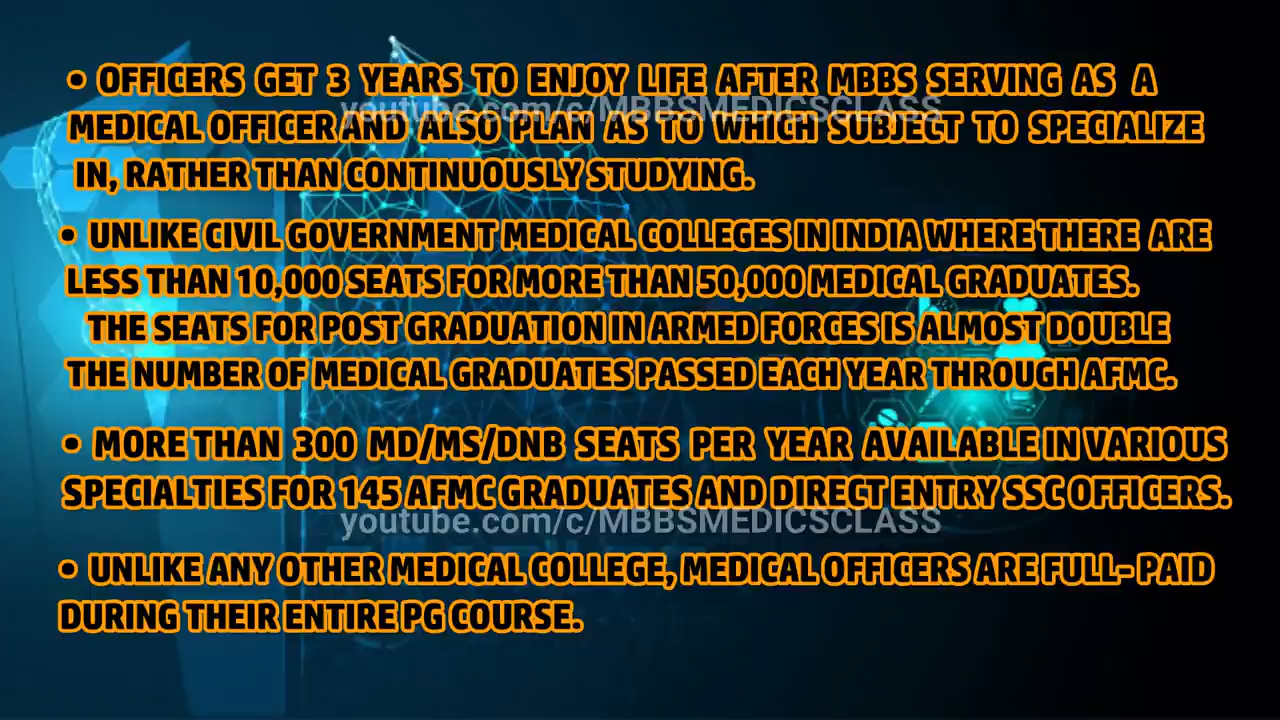 • OFFICERS GET 3 YEARS TO ENJOY LIFE AFTER MBBS SERVING AS A
youtube.com/c/MBBSMEDICSCLASS
MEDICAL OFFICER AND ALSO PLAN AS TO WHICH SUBJECT TO SPECIALIZE
IN, RATHER THAN CONTINUOUSLY STUDYING.
• UNLIKE CIVIL GOVERNMENT MEDICAL COLLEGES IN INDIA WHERE THERE ARE
LESS THAN 10,000 SEATS FOR MORE THAN 50,000 MEDICAL GRADUATES.
THE SEATS FOR POST GRADUATION IN ARMED FORCES IS ALMOST DOUBLE
THE NUMBER OF MEDICAL GRADUATES PASSED EACH YEAR THROUGH AFMC.
• MORE THAN 300 MD/MS/DNB SEATS PER YEAR AVAILABLE IN VARIOUS
SPECIALTIES FOR 145 AFMC GRADUATES AND DIRECT ENTRY SSC OFFICERS.
youtube.com/c/MBBSMEDICSCLASS
• UNLIKE ANY OTHER MEDICAL COLLEGE, MEDICAL OFFICERS ARE FULL-PAID
DURING THEIR ENTIRE PG COURSE.